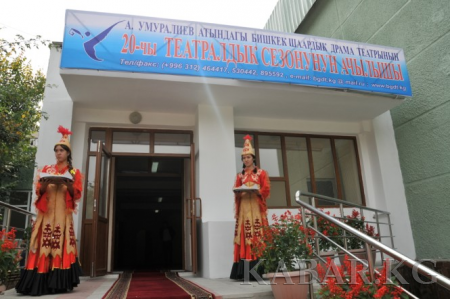 А. УМУРАЛИЕВ АТЫНДАГЫ БИШКЕК ШААРДЫК ДРАМА ТЕАТРЫНЫН
20-чы ТЕАТРАЛДЫК СЕЗОНУНУН АЧЫЛЫШЫ
KABAR.KG